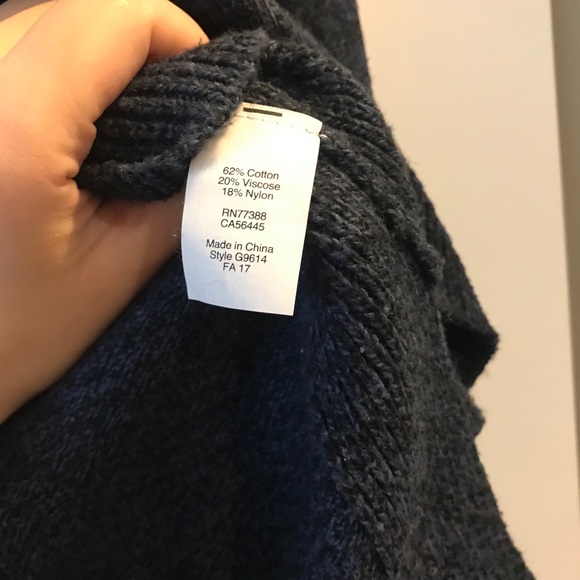 62% Cotton
20% Viscose
18% Nylon
RN77388
CA56445
Made in China
Style G9614
FA 17